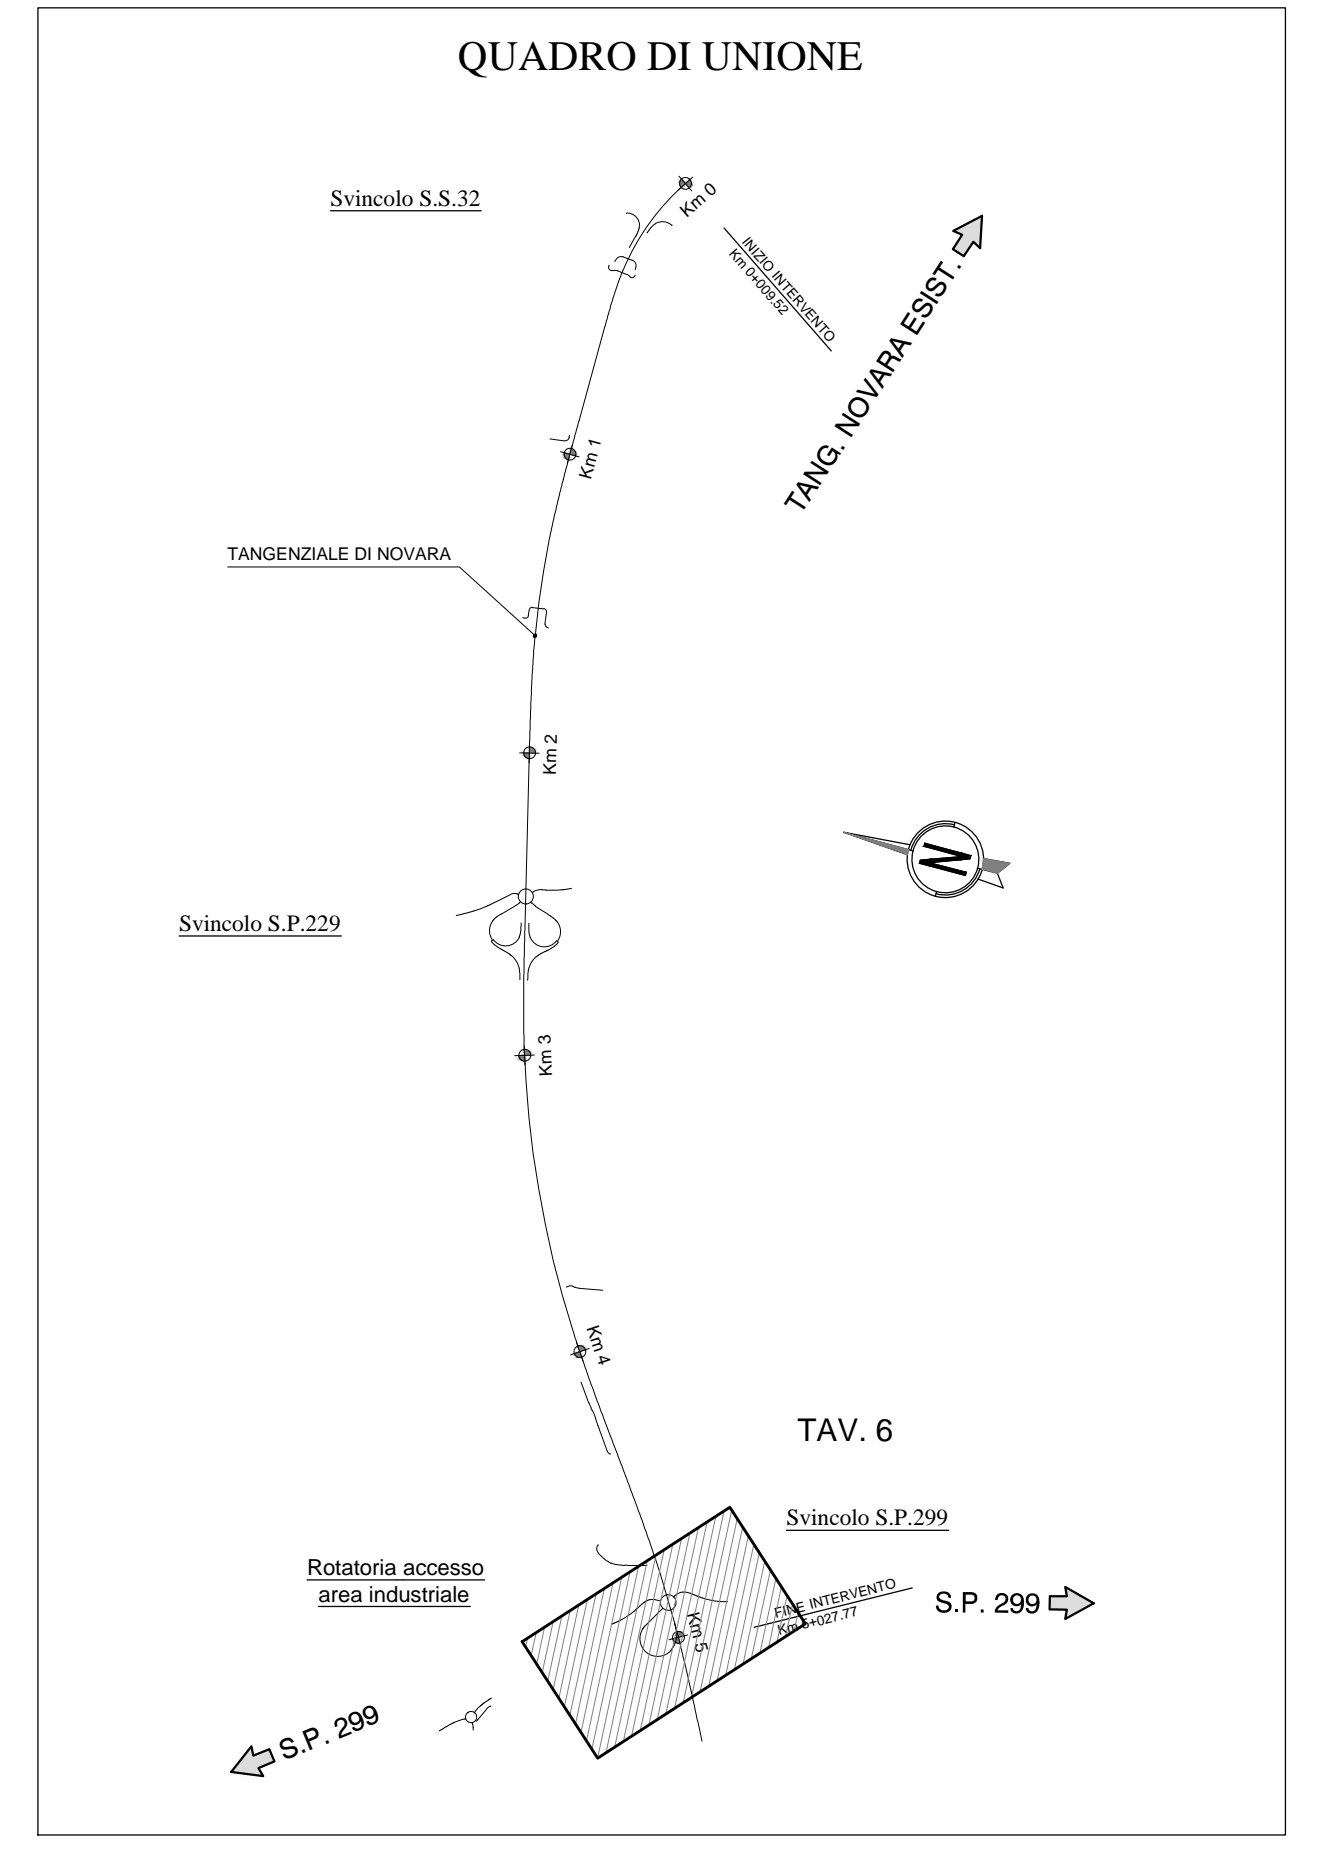 QUADRO DI UNIONE
Svincolo S.S.32
Km 0
INIZIO INTERVENTO
Km 0+009.52
TANG. NOVARA ESIST.
Km 1
TANGENZIALE DI NOVARA
Km 2
N
Svincolo S.P.229
Km 3
Km 4
TAV. 6
Svincolo S.P.299
Rotatoria accesso
area industriale
FINE INTERVENTO
Km 5+027.77
S.P. 299
Km 5
S.P. 299